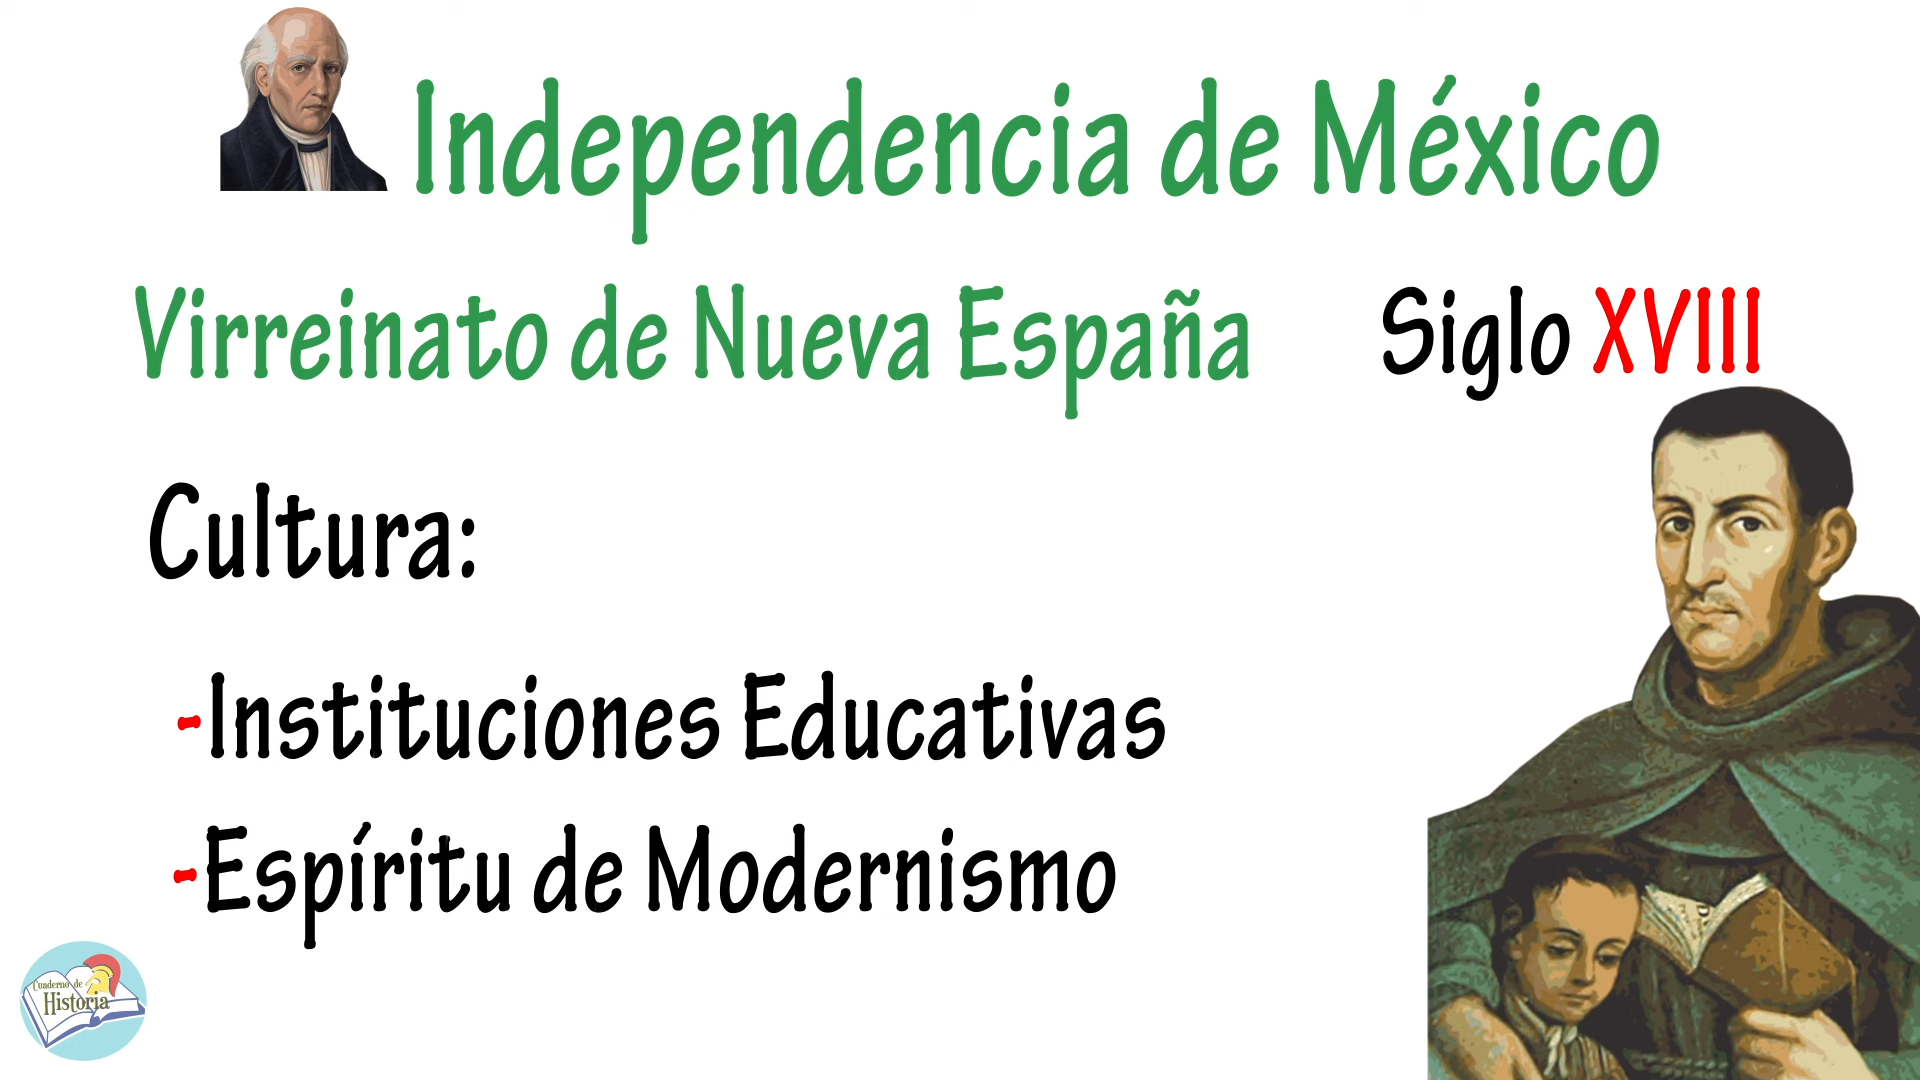 Independencia de México
Virreinato de Nueva España
Siglo XVIII
Cultura:
-Instituciones Educativas
-Espíritu de Modernismo
Cuaderno de
Historia